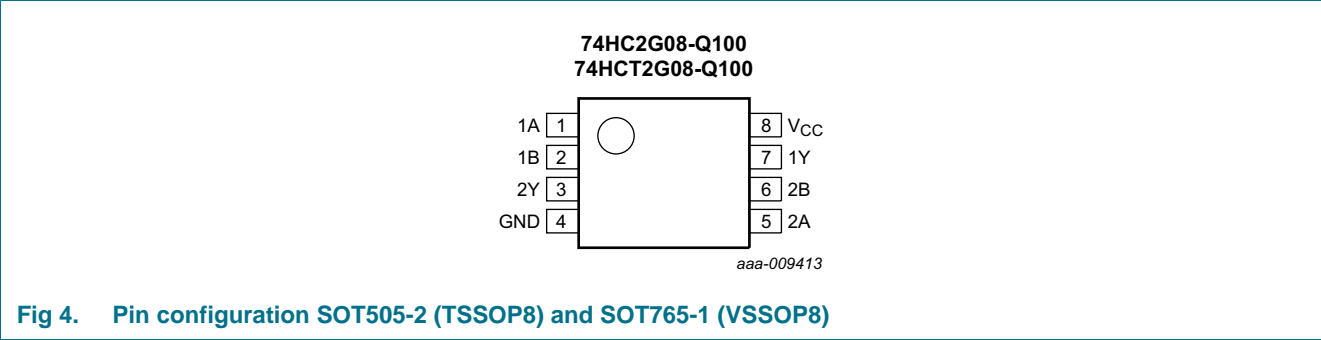 74HC2G08-Q100
74HCT2G08-Q100
1A 1 8 VCC
1B 2 7 1Y
2Y 3 6 2B
GND 4 5 2A
aaa-009413
Fig 4. Pin configuration SOT505-2 (TSSOP8) and SOT765-1 (VSSOP8)